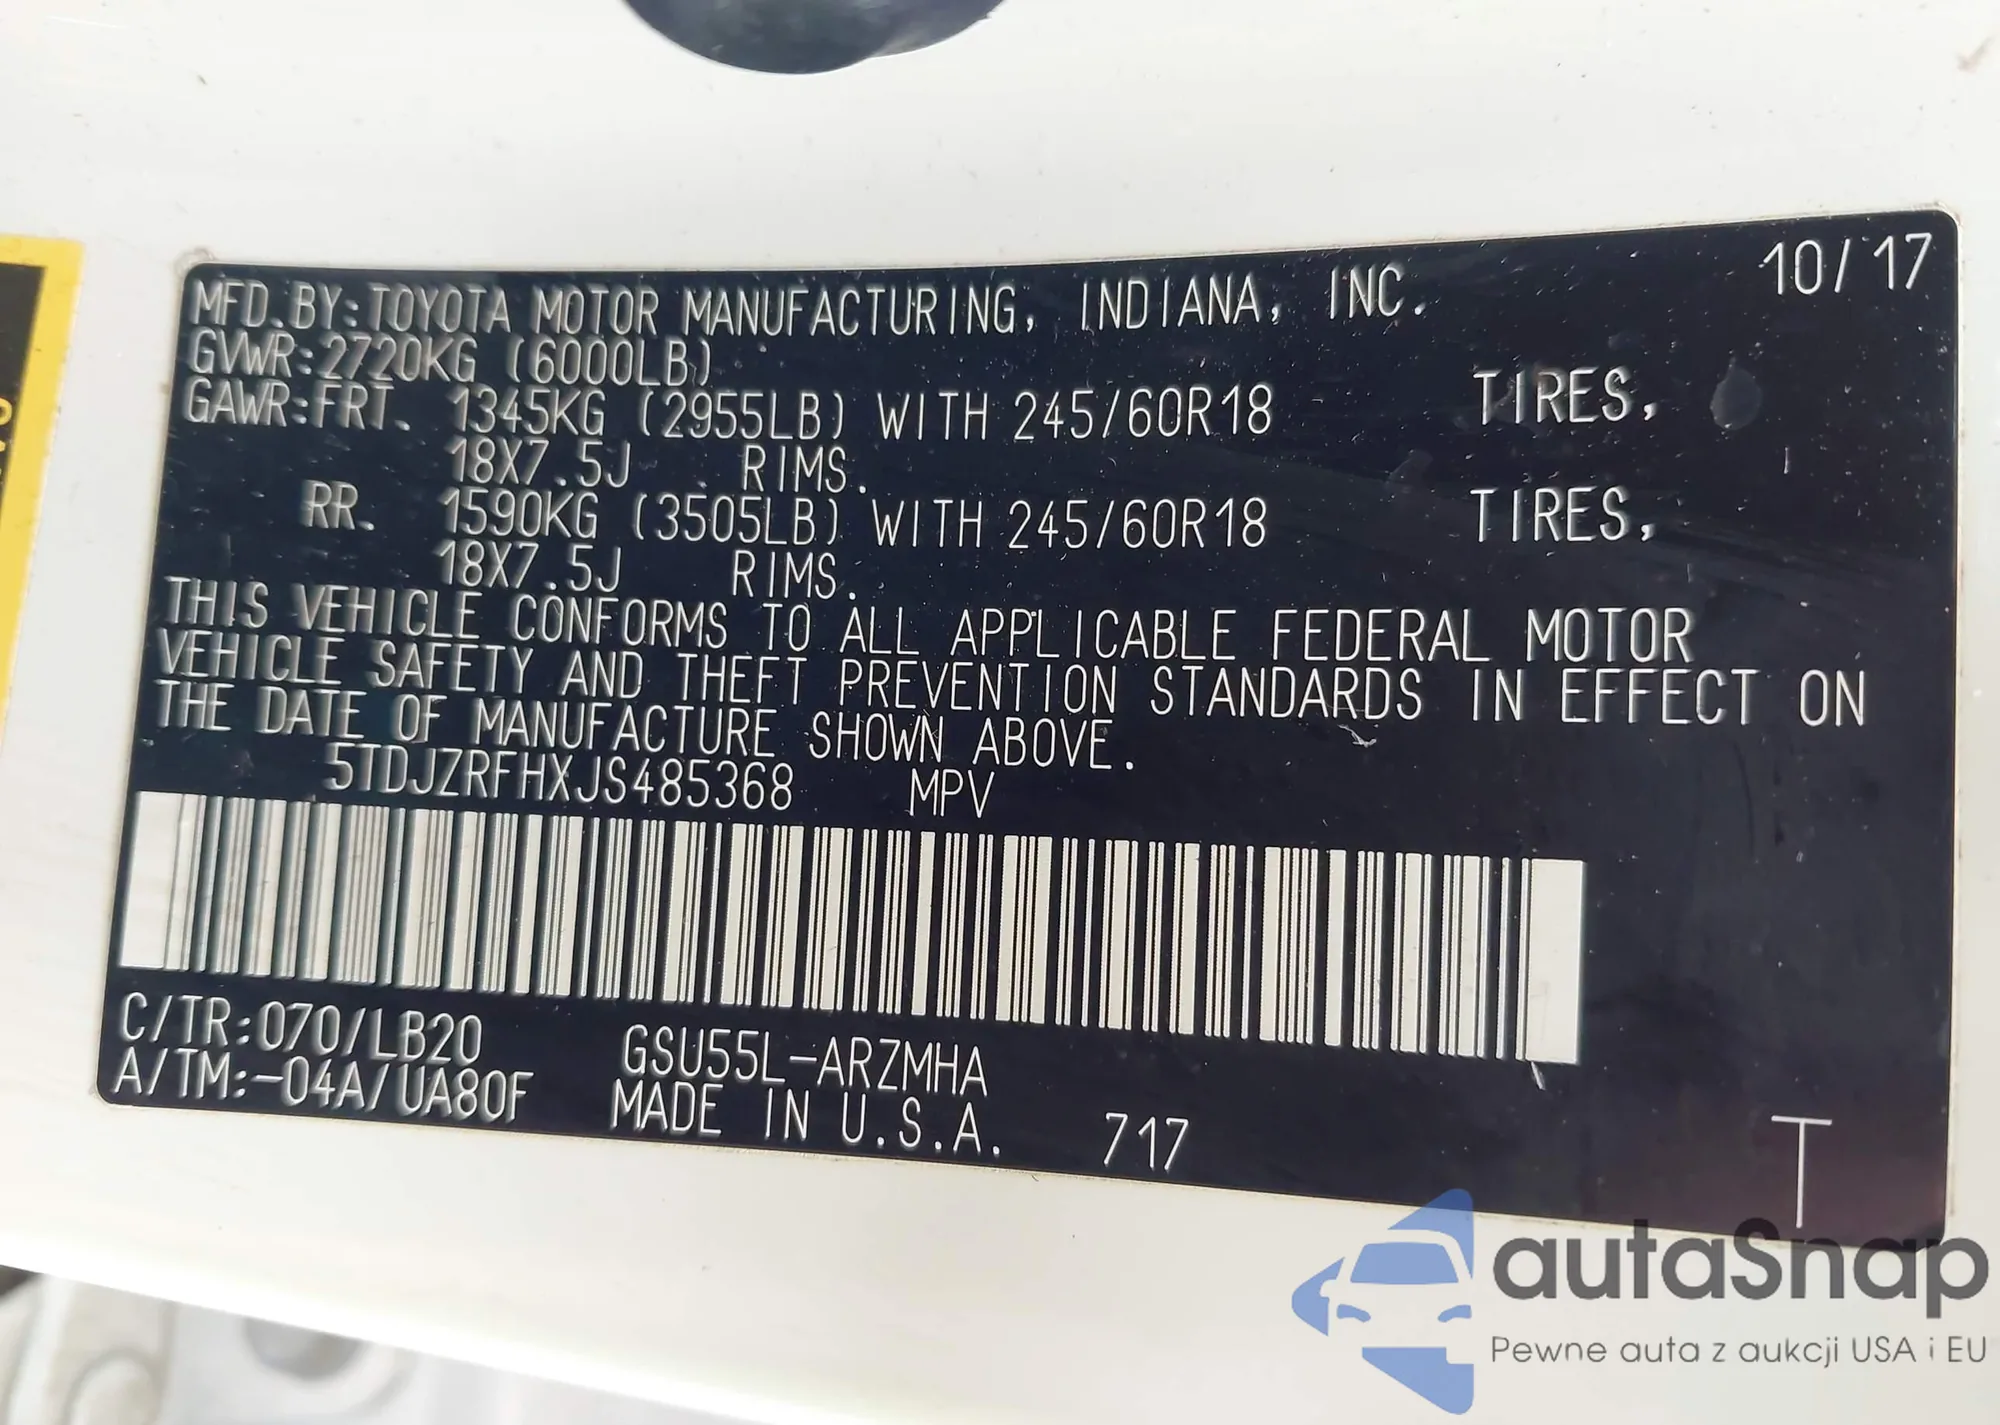 10/17
MFD.BY:TOYOTA MOTOR MANUFACTURING, INDIANA, INC.
GVWR:2720KG (6000LB)
GAWR:FRT. 1345KG (2955LB) WITH 245/60R18 TIRES,
18X7.5J RIMS.
RR. 1590KG (3505LB) WITH 245/60R18 TIRES,
18X7.5J RIMS.
THIS VEHICLE CONFORMS TO ALL APPLICABLE FEDERAL MOTOR
VEHICLE SAFETY AND THEFT PREVENTION STANDARDS IN EFFECT ON
THE DATE OF MANUFACTURE SHOWN ABOVE.
5TDJZRFHXJS485368 MPV
C/TR:070/LB20 GSU55L-ARZMHA
A/TM:-04A/UA80F MADE IN U.S.A. 717
T
autaSnap
Pewne auta z aukcji USA i EU